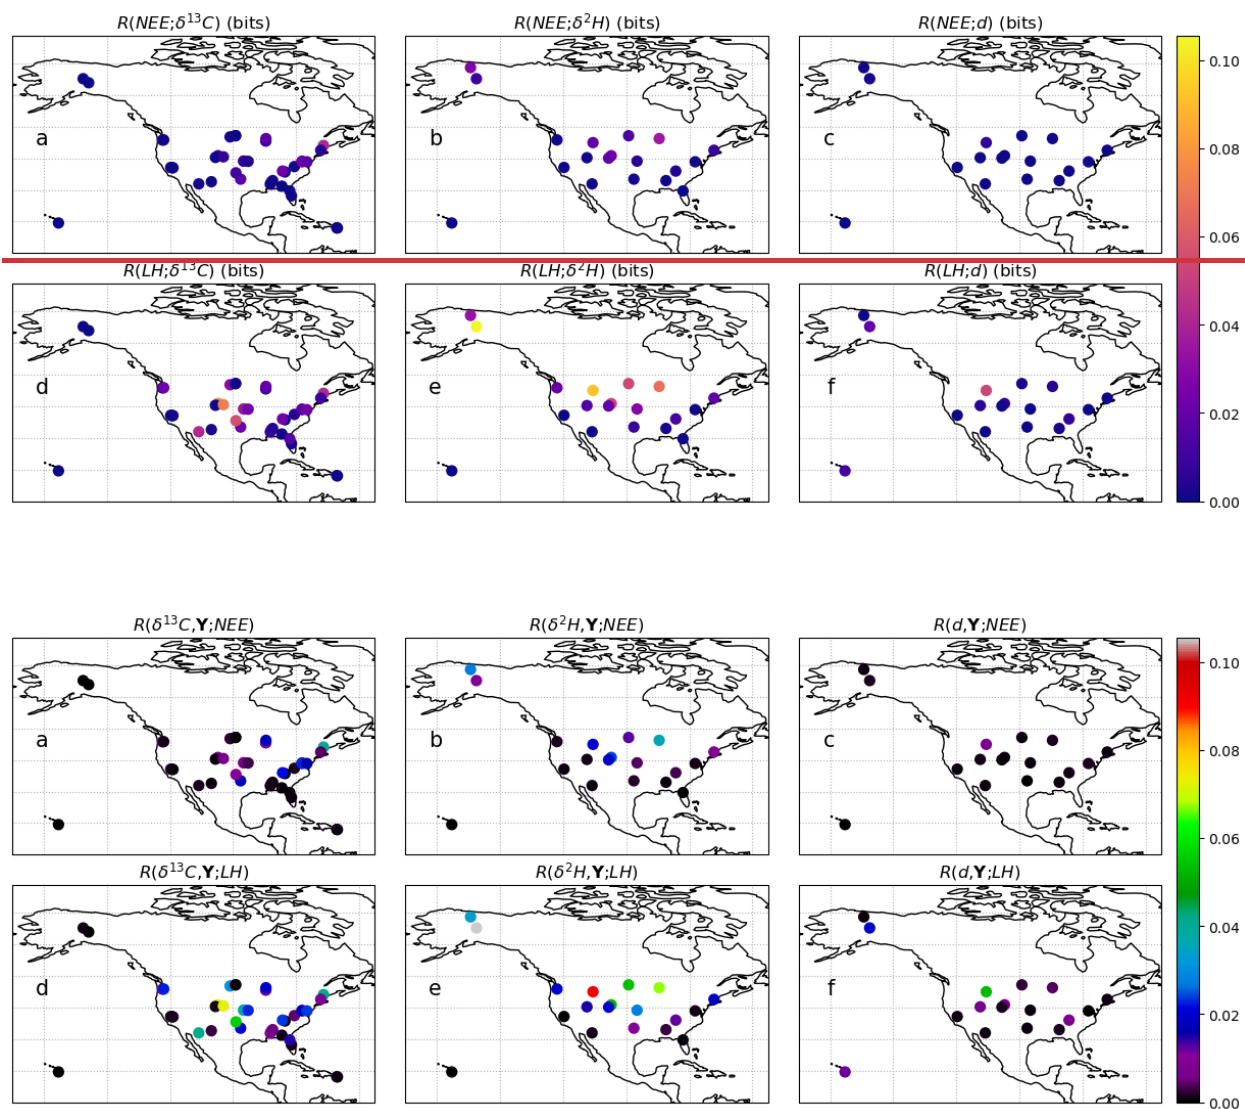 R(NEE;δ¹³C) (bits) R(NEE;δ²H) (bits) R(NEE;d) (bits)
a b c
0.10
0.08
0.06
R(LH;δ¹³C) (bits) R(LH;δ²H) (bits) R(LH;d) (bits)
d e f
0.04
0.02
0.00
R(δ¹³C,Y;NEE) R(δ²H,Y;NEE) R(d,Y;NEE)
a b c
0.10
0.08
0.06
R(δ¹³C,Y;LH) R(δ²H,Y;LH) R(d,Y;LH)
d e f
0.04
0.02
0.00